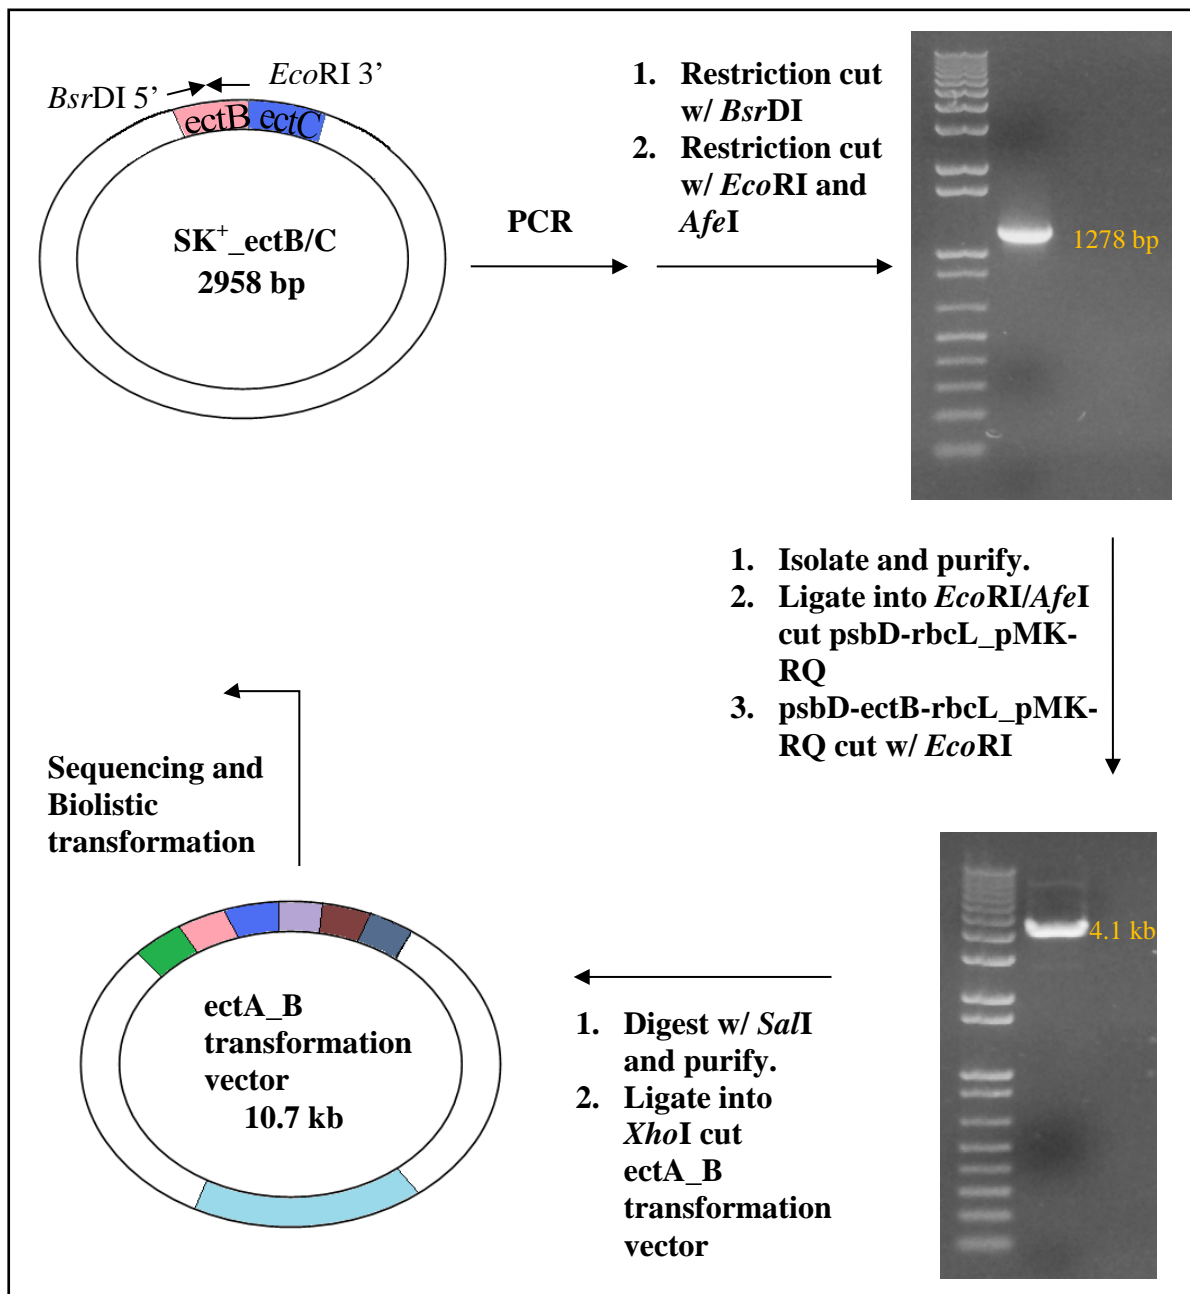 BsrDI 5’
EcoRI 3’
ectB ectC
SK+_ectB/C
2958 bp
PCR
1. Restriction cut
w/ BsrDI
2. Restriction cut
w/ EcoRI and
AfeI
1278 bp
1. Isolate and purify.
2. Ligate into EcoRI/AfeI
cut psbD-rbcL_pMK-
RQ
3. psbD-ectB-rbcL_pMK-
RQ cut w/ EcoRI
4.1 kb
1. Digest w/ SalI
and purify.
2. Ligate into
XhoI cut
ectA_B
transformation
vector
ectA_B
transformation
vector
10.7 kb
Sequencing and
Biolistic
transformation